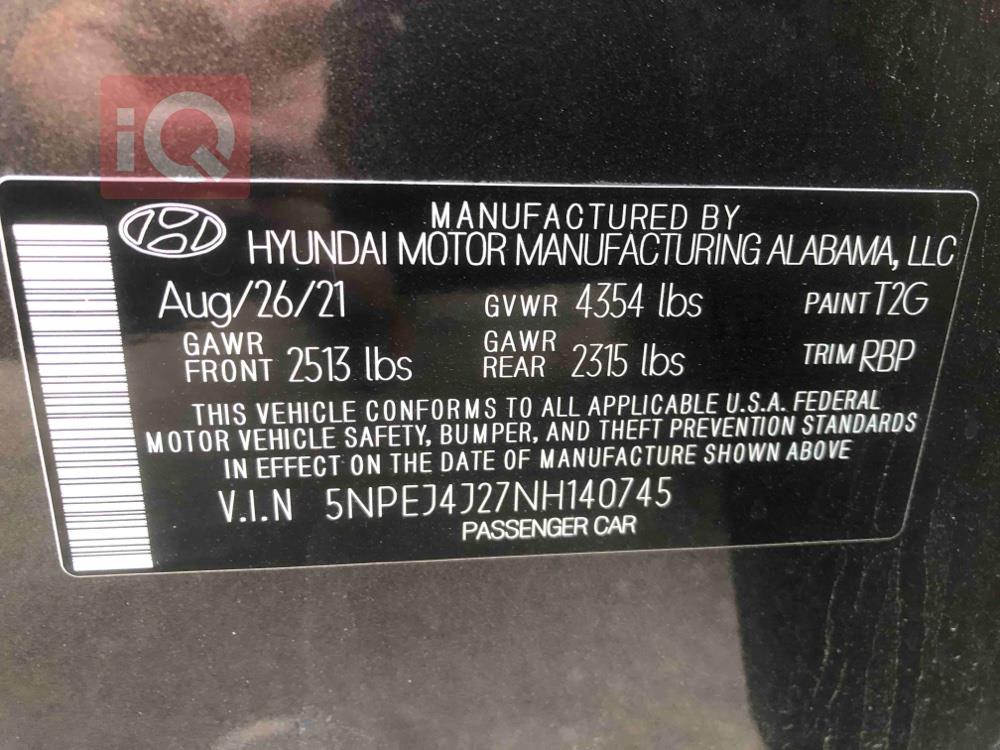 iQ
MANUFACTURED BY
HYUNDAI MOTOR MANUFACTURING ALABAMA, LLC
Aug/26/21 GVWR 4354 lbs PAINT T2G
GAWR FRONT 2513 lbs GAWR REAR 2315 lbs TRIM RBP
THIS VEHICLE CONFORMS TO ALL APPLICABLE U.S.A. FEDERAL
MOTOR VEHICLE SAFETY, BUMPER, AND THEFT PREVENTION STANDARDS
IN EFFECT ON THE DATE OF MANUFACTURE SHOWN ABOVE
V.I.N 5NPEJ4J27NH140745
PASSENGER CAR